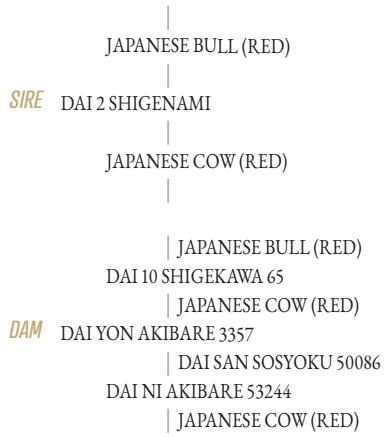 JAPANESE BULL (RED)
SIRE DAI 2 SHIGENAMI
JAPANESE COW (RED)
JAPANESE BULL (RED)
DAI 10 SHIGEKAWA 65
JAPANESE COW (RED)
DAM DAI YON AKIBARE 3357
DAI SAN SOSYOKU 50086
DAI NI AKIBARE 53244
JAPANESE COW (RED)